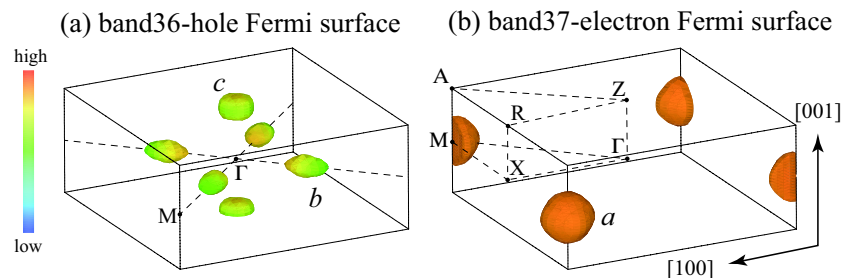 (a) band36-hole Fermi surface
high
low
c
Γ
M
b
(b) band37-electron Fermi surface
A
Z
R
M
Γ
X
a
[001]
[100]